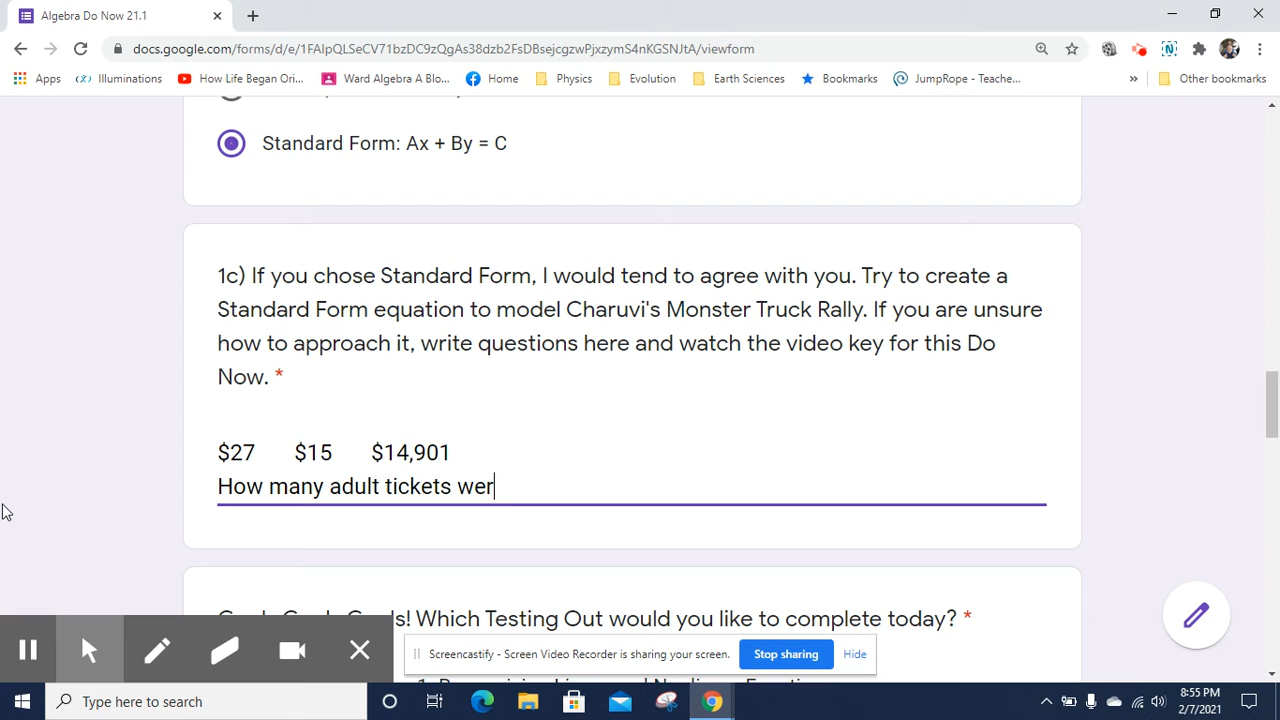 Algebra Do Now 21.1
docs.google.com/forms/d/e/1FAIpQLSeCV71bzDC9zQgAs38dzb2FsDBsejcgzwPjxzymS4nKGSNJtA/viewform
Apps Illuminations How Life Began Ori... Ward Algebra A Blo... Home Physics Evolution Earth Sciences Bookmarks JumpRope - Teache... » Other bookmarks
Standard Form: Ax + By = C
1c) If you chose Standard Form, I would tend to agree with you. Try to create a
Standard Form equation to model Charuvi's Monster Truck Rally. If you are unsure
how to approach it, write questions here and watch the video key for this Do
Now. *
$27 $15 $14,901
How many adult tickets wer
! Which Testing Out would you like to complete today? *
Screencastify - Screen Video Recorder is sharing your screen. Stop sharing Hide
Type here to search
8:55 PM
2/7/2021